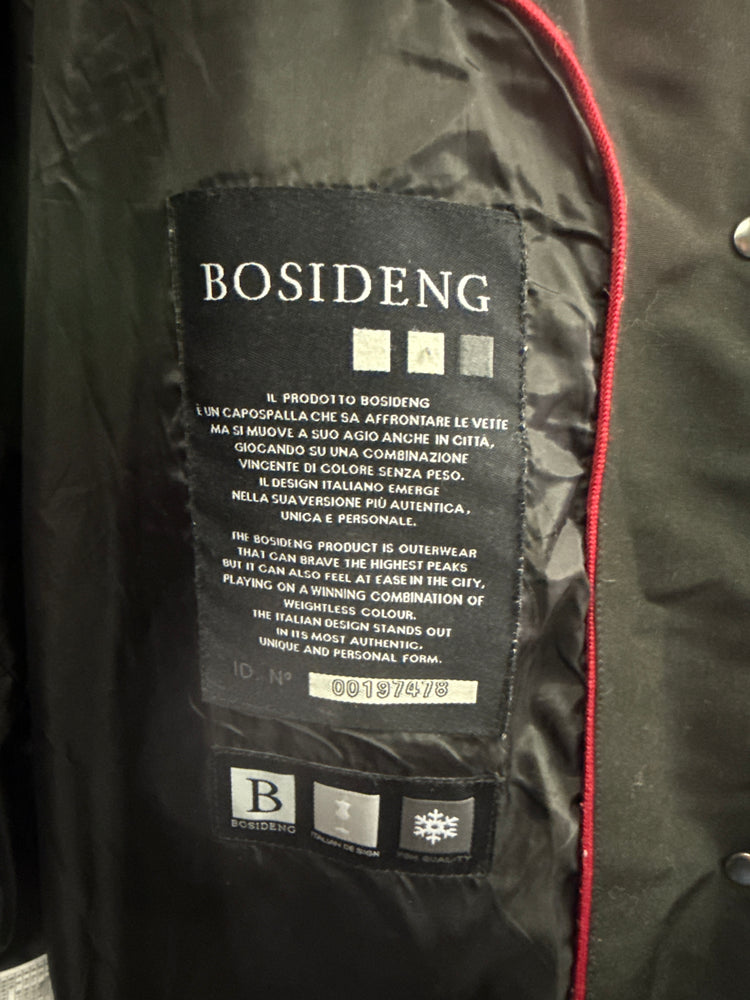 BOSIDENG
IL PRODOTTO BOSIDENG
È UN CAPOSPALLA CHE SA AFFRONTARE LE VETTE
MA SI MUOVE A SUO AGIO ANCHE IN CITTÀ,
GIOCANDO SU UNA COMBINAZIONE
VINCENTE DI COLORE SENZA PESO.
IL DESIGN ITALIANO EMERGE
NELLA SUA VERSIONE PIÙ AUTENTICA,
UNICA E PERSONALE.
THE BOSIDENG PRODUCT IS OUTERWEAR
THAT CAN BRAVE THE HIGHEST PEAKS
BUT IT CAN ALSO FEEL AT EASE IN THE CITY,
PLAYING ON A WINNING COMBINATION OF
WEIGHTLESS COLOUR.
THE ITALIAN DESIGN STANDS OUT
IN ITS MOST AUTHENTIC,
UNIQUE AND PERSONAL FORM.
ID. Nº 00197478
B
BOSIDENG
ITALIAN DESIGN
QUALITY